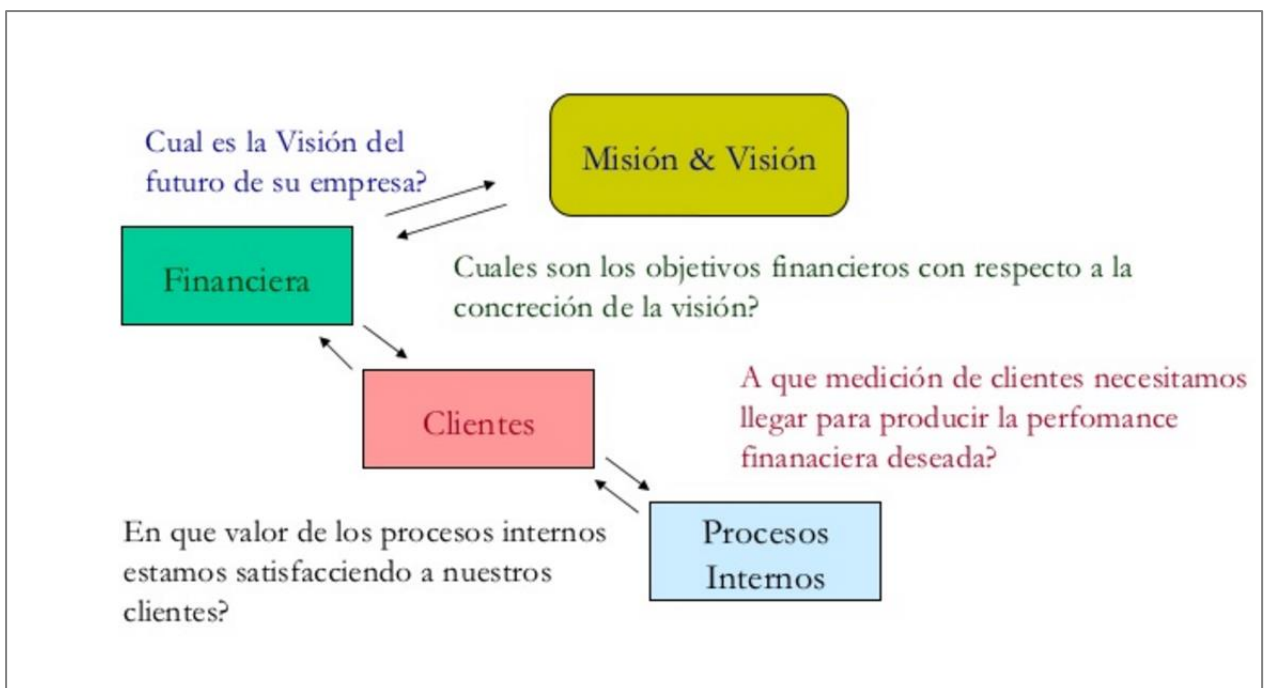 Cual es la Visión del
futuro de su empresa?
Misión & Visión
Financiera
Cuales son los objetivos financieros con respecto a la
concreción de la visión?
Clientes
A que medición de clientes necesitamos
llegar para producir la perfomance
finanaciera deseada?
En que valor de los procesos internos
estamos satisfacciendo a nuestros
clientes?
Procesos
Internos